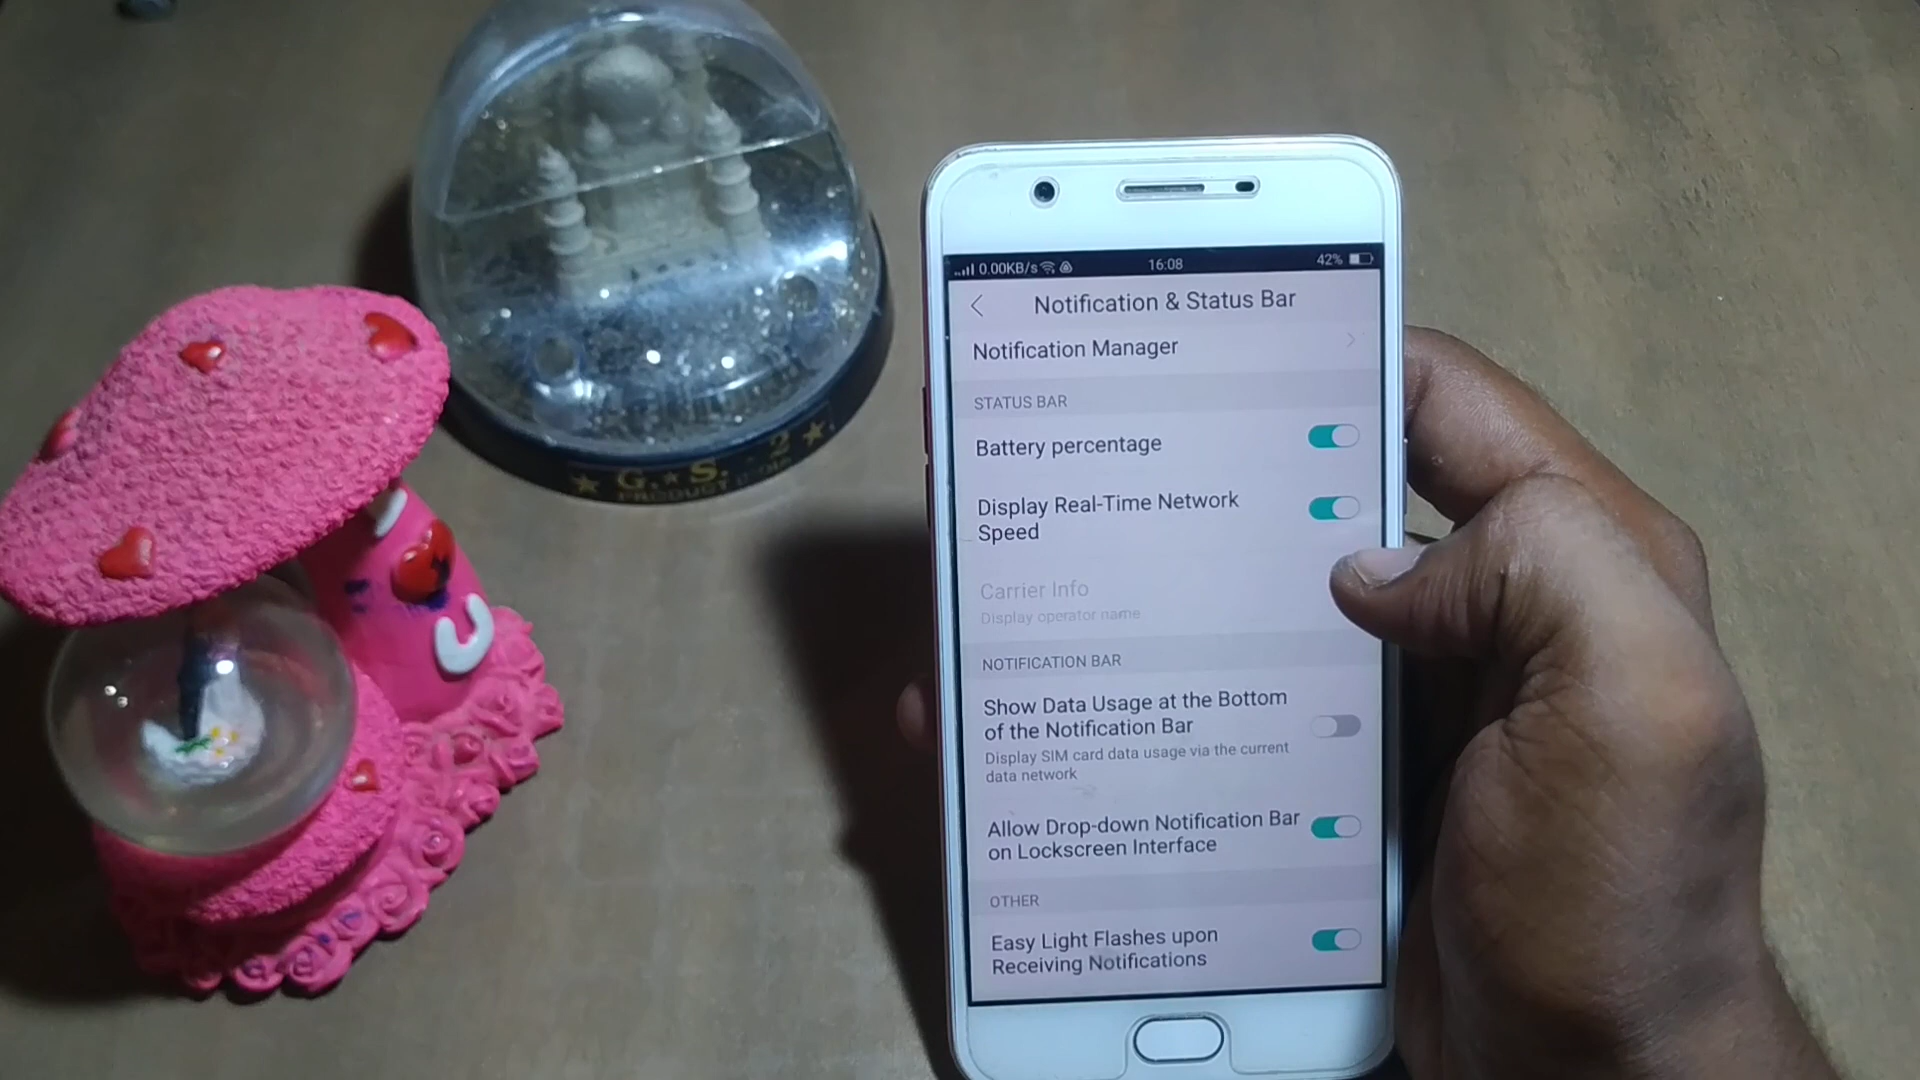 0.00KB/s
16:08
42%
Notification & Status Bar
Notification Manager
STATUS BAR
Battery percentage
Display Real-Time Network
Speed
Carrier Info
Display operator name
NOTIFICATION BAR
Show Data Usage at the Bottom
of the Notification Bar
Display SIM card data usage via the current
data network
Allow Drop-down Notification Bar
on Lockscreen Interface
OTHER
Easy Light Flashes upon
Receiving Notifications
G.★S. - 2
PRODUCT